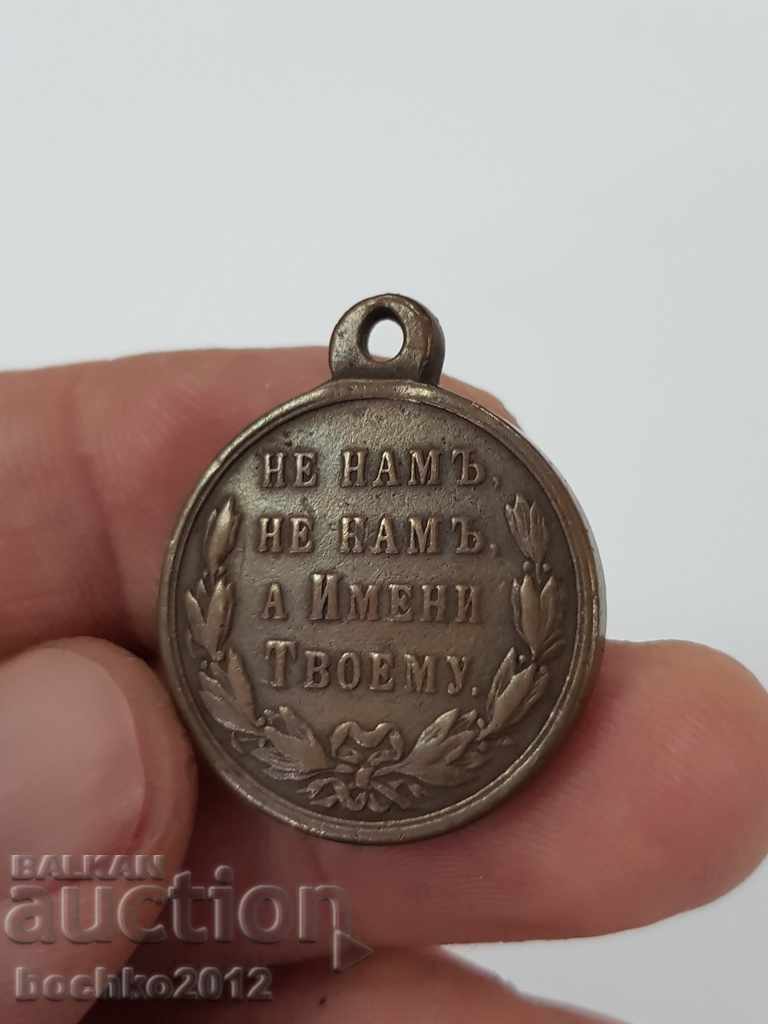 НЕ НАМЪ,
НЕ НАМЪ,
А ИМЕНИ
ТВОЕМУ.
BALKAN
auction
bochko2012